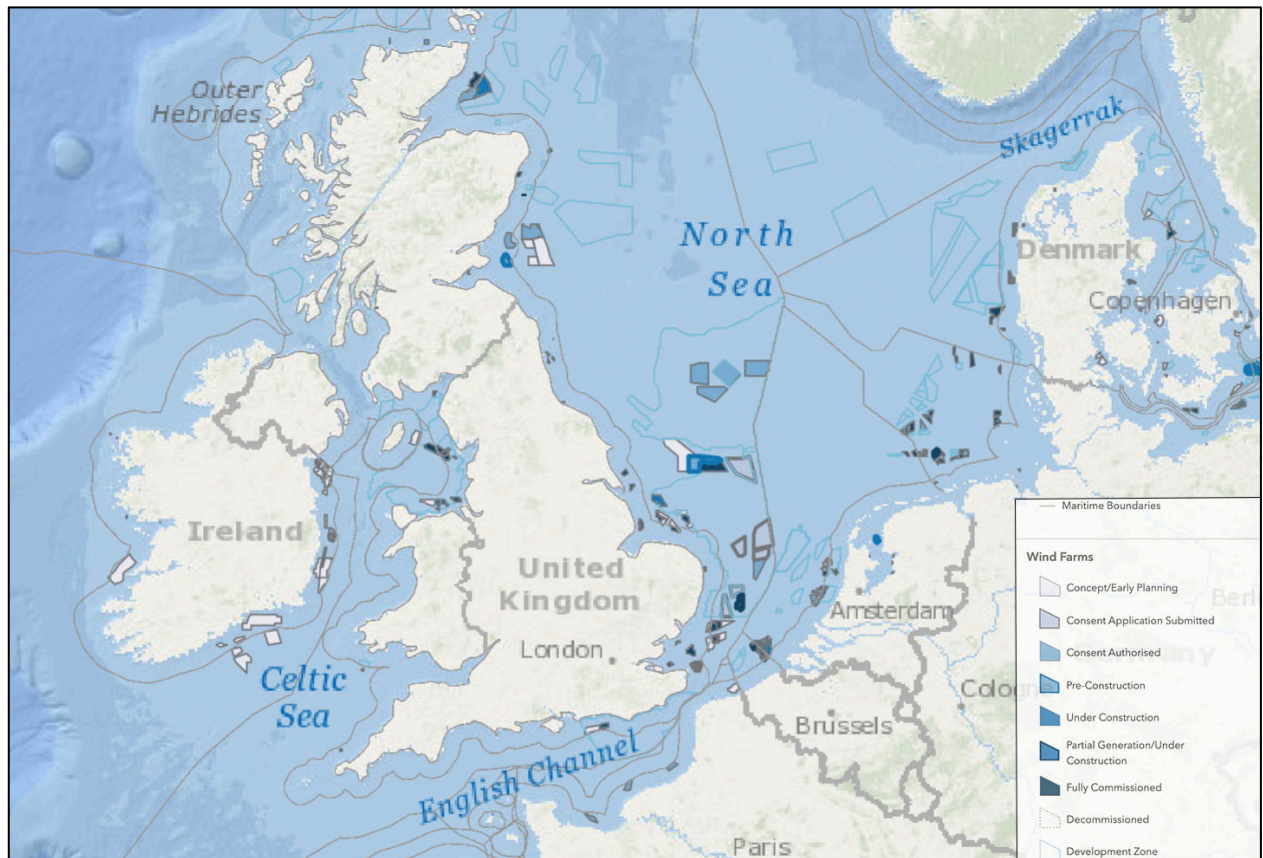 Outer
Hebrides
Skagerrak
North
Sea
Denmark
Copenhagen
Ireland
United
Kingdom
London
Amsterdam
Celtic
Sea
English Channel
Brussels
Cologne
Paris
Germany
Maritime Boundaries
Wind Farms
Concept/Early Planning
Consent Application Submitted
Consent Authorised
Pre-Construction
Under Construction
Partial Generation/Under
Construction
Fully Commissioned
Decommissioned
Development Zone